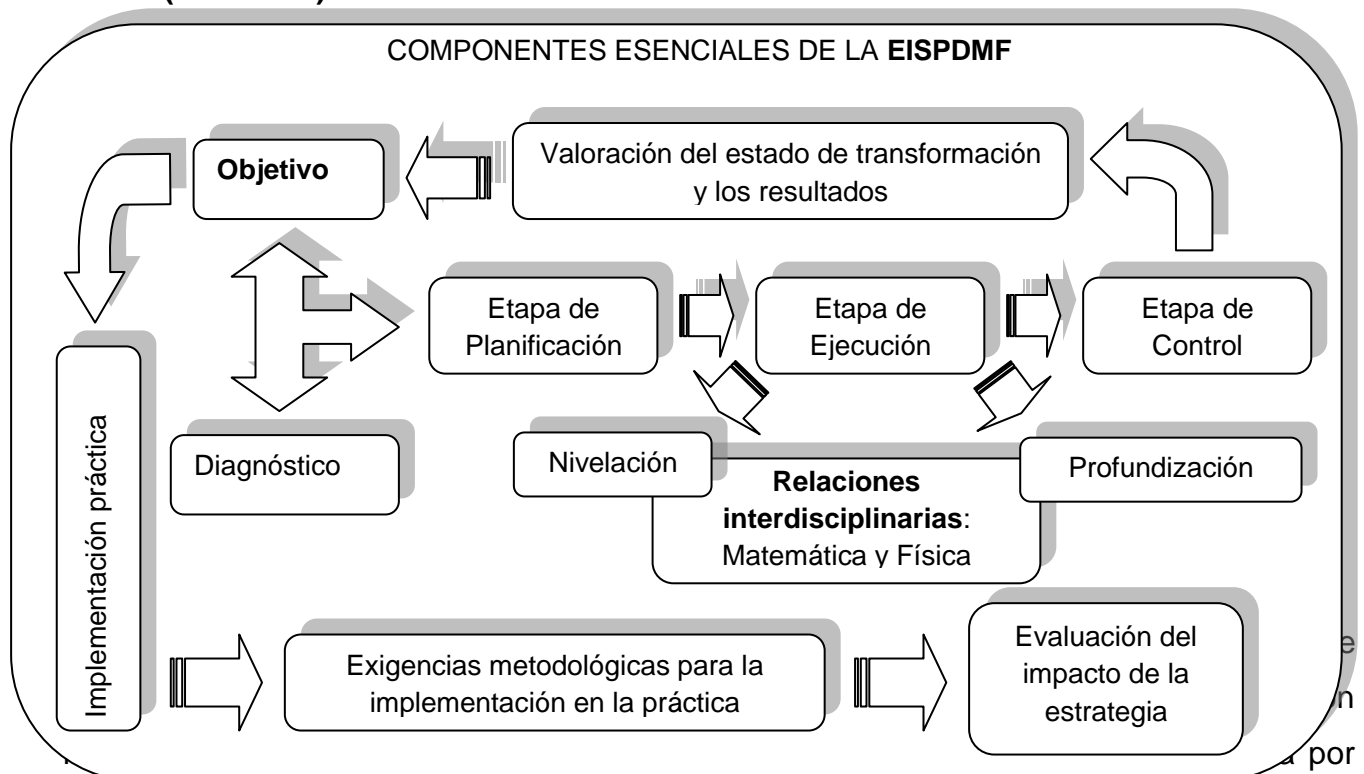 COMPONENTES ESENCIALES DE LA EISPDMF
Objetivo
Valoración del estado de transformación
y los resultados
Etapa de
Planificación
Etapa de
Ejecución
Etapa de
Control
Implementación práctica
Diagnóstico
Nivelación
Relaciones
interdisciplinarias:
Matemática y Física
Profundización
Exigencias metodológicas para la
implementación en la práctica
Evaluación del
impacto de la
estrategia
por